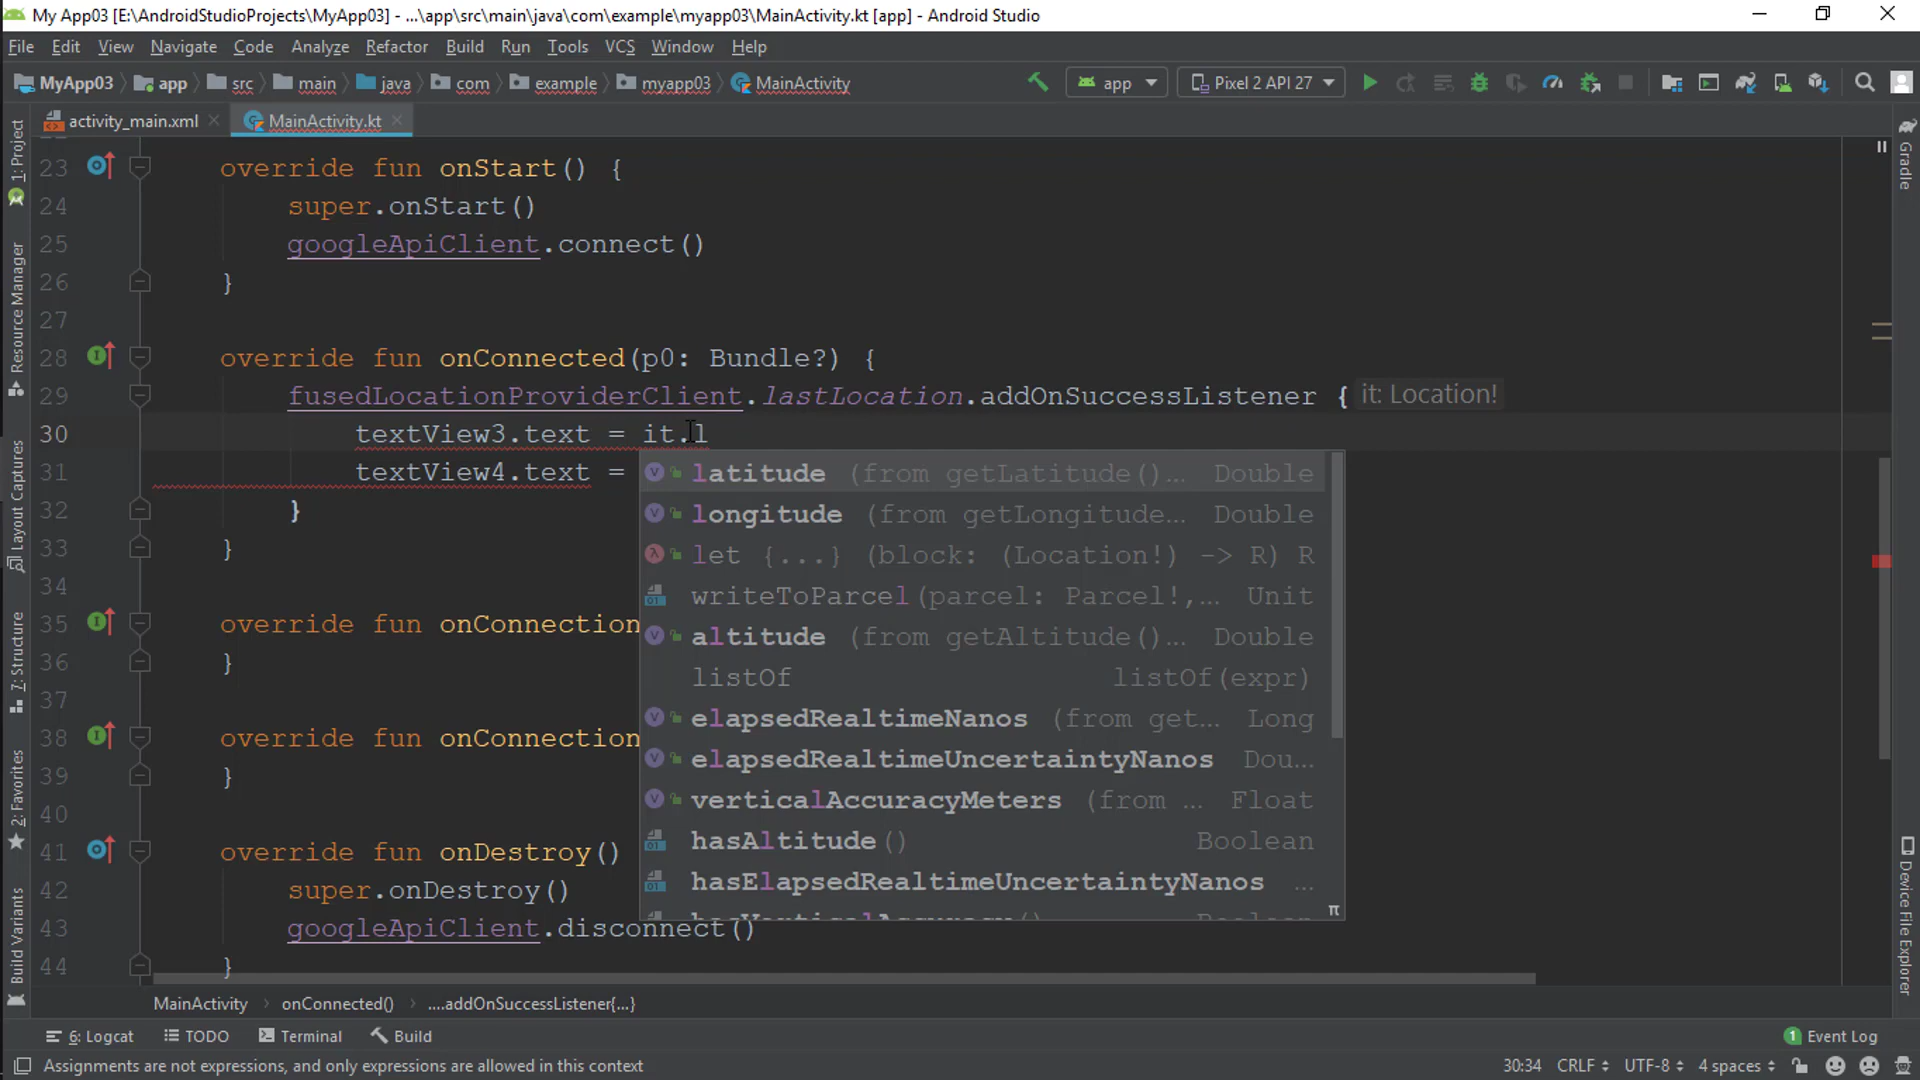 My App03 [E:\AndroidStudioProjects\MyApp03] - ...\app\src\main\java\com\example\myapp03\MainActivity.kt [app] - Android Studio
File Edit View Navigate Code Analyze Refactor Build Run Tools VCS Window Help
MyApp03 app src main java com example myapp03 MainActivity app Pixel 2 API 27
activity_main.xml MainActivity.kt
23 override fun onStart() {
24 super.onStart()
25 googleApiClient.connect()
26 }
27
28 override fun onConnected(p0: Bundle?) {
29 fusedLocationProviderClient.lastLocation.addOnSuccessListener { it: Location!
30 textView3.text = it.l
31 textView4.text =
32 }
33 }
34
35 override fun onConnection
36 }
37
38 override fun onConnection
39 }
40
41 override fun onDestroy()
42 super.onDestroy()
43 googleApiClient.disconnect()
44 }
latitude (from getLatitude()... Double
longitude (from getLongitude... Double
let {...} (block: (Location!) -> R) R
writeToParcel(parcel: Parcel!,... Unit
altitude (from getAltitude()... Double
listOf listOf(expr)
elapsedRealtimeNanos (from get... Long
elapsedRealtimeUncertaintyNanos Dou...
verticalAccuracyMeters (from ... Float
hasAltitude() Boolean
hasElapsedRealtimeUncertaintyNanos ...
hasVerticalAccuracy() Boolean
π
1: Project
Resource Manager
Layout Captures
7: Structure
2: Favorites
Build Variants
Gradle
Device File Explorer
MainActivity onConnected() ....addOnSuccessListener{...}
6: Logcat TODO Terminal Build 1 Event Log
Assignments are not expressions, and only expressions are allowed in this context 30:34 CRLF UTF-8 4 spaces